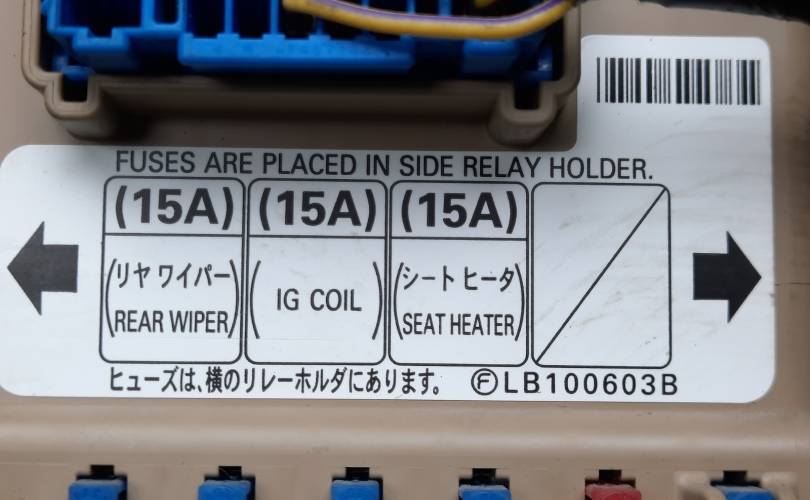 FUSES ARE PLACED IN SIDE RELAY HOLDER.
(15A) (15A) (15A)
(リヤ ワイパー) (IG COIL) (シート ヒータ)
(REAR WIPER) (SEAT HEATER)
ヒューズは、横のリレーホルダにあります。 ⒻLB100603B